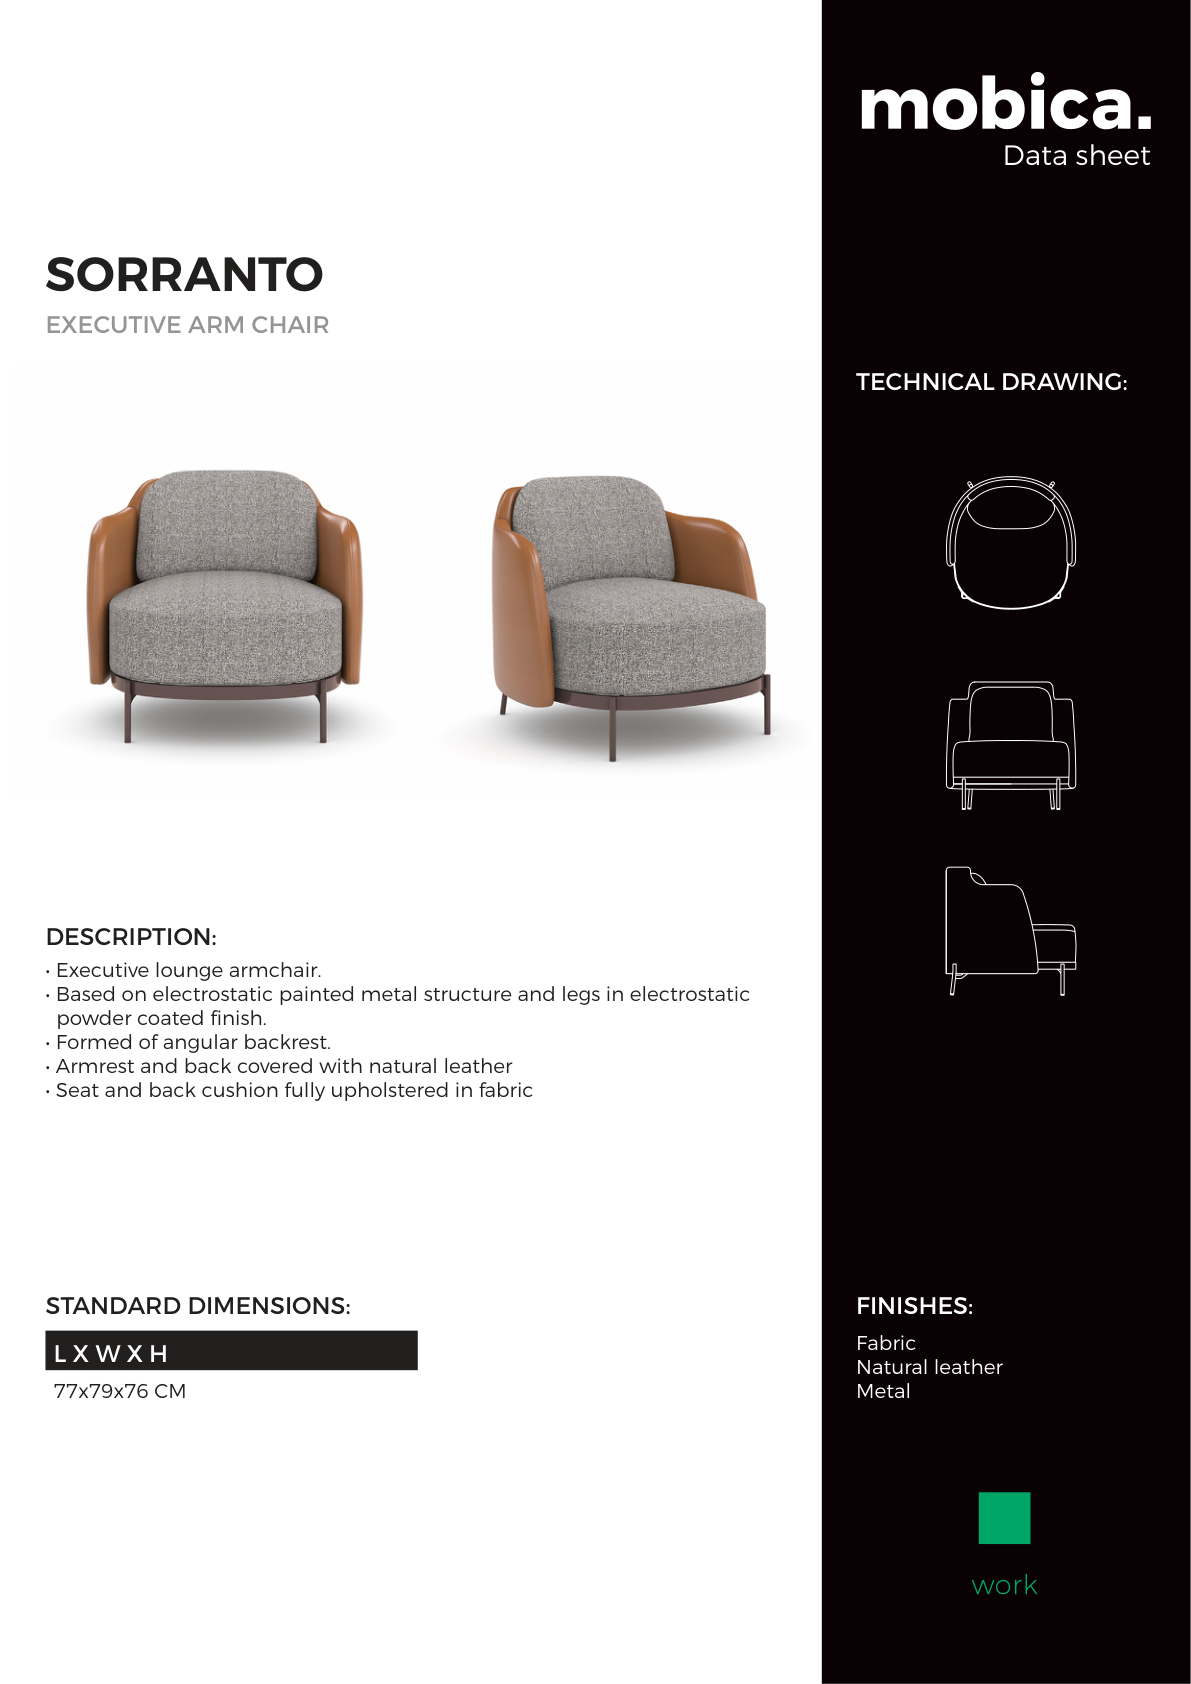 mobica.
Data sheet
SORRANTO
EXECUTIVE ARM CHAIR
TECHNICAL DRAWING:
DESCRIPTION:
• Executive lounge armchair.
• Based on electrostatic painted metal structure and legs in electrostatic
powder coated finish.
• Formed of angular backrest.
• Armrest and back covered with natural leather
• Seat and back cushion fully upholstered in fabric
STANDARD DIMENSIONS:
L X W X H
77x79x76 CM
FINISHES:
Fabric
Natural leather
Metal
work